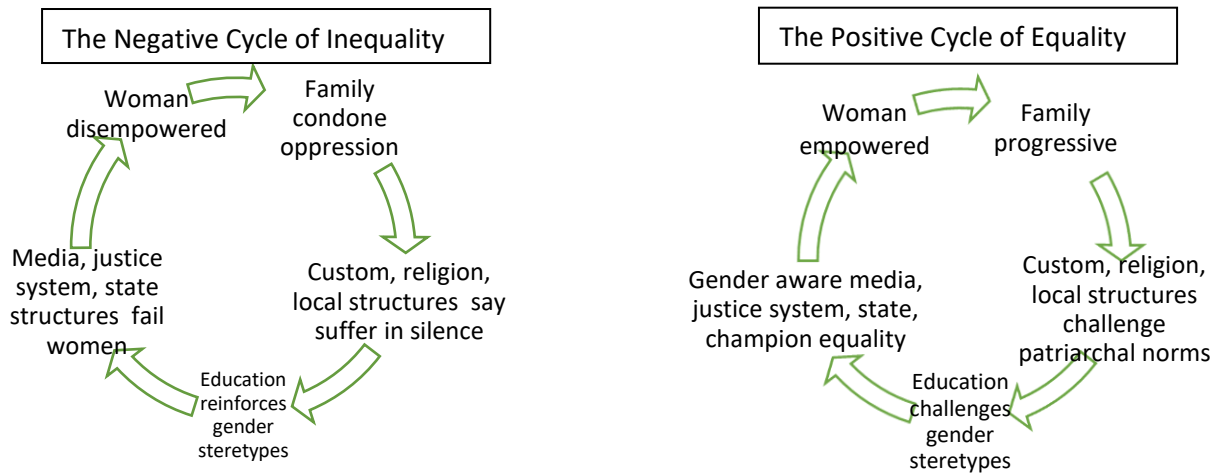 The Negative Cycle of Inequality
Woman
disempowered
Family
condone
oppression
Custom, religion,
local structures say
suffer in silence
Education
reinforces
gender
steretypes
Media, justice
system, state
structures fail
women
The Positive Cycle of Equality
Woman
empowered
Family
progressive
Custom, religion,
local structures
challenge
patriarchal norms
Education
challenges
gender
steretypes
Gender aware media,
justice system, state,
champion equality